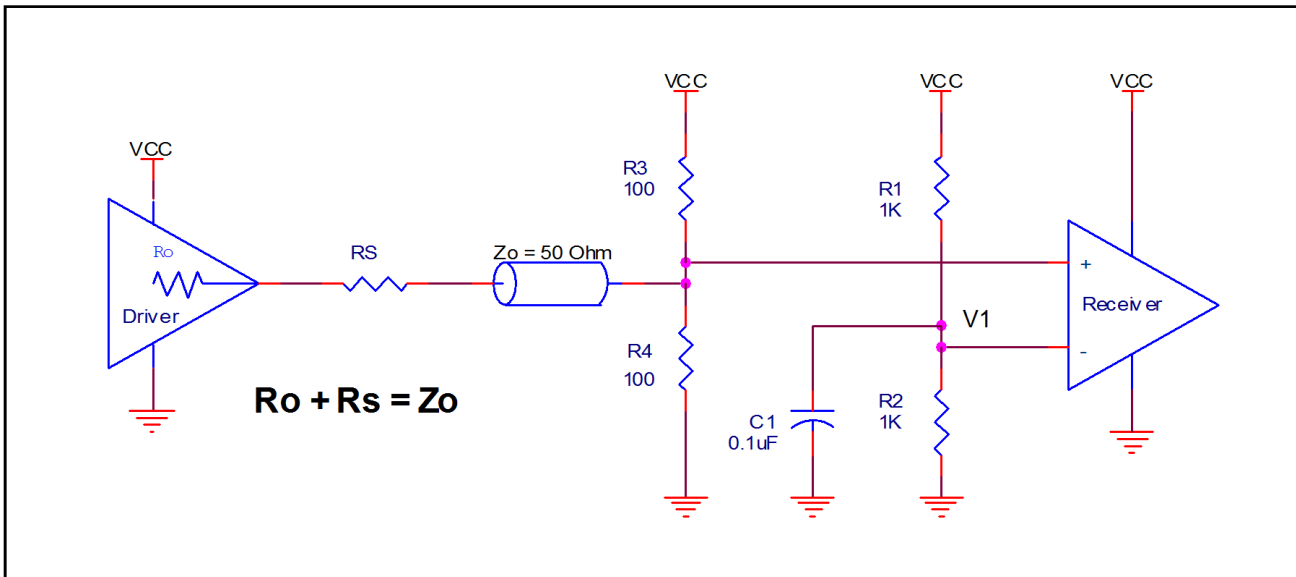 VCC
Ro
Driver
RS
Zo = 50 Ohm
VCC
R3
100
R4
100
VCC
R1
1K
V1
C1
0.1uF
R2
1K
VCC
+
Receiver
-
Ro + Rs = Zo